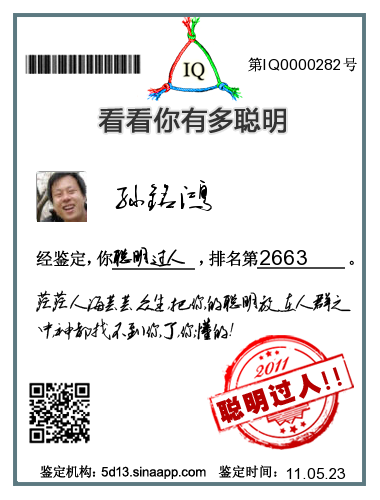 IQ
第IQ0000282号
看看你有多聪明
孙铭鸿
经鉴定,你聪明过人,排名第2663。
茫茫人海芸芸众生,把你的聪明放在人群之
中神都找不到你了,你懂的!
2011
聪明过人!!
鉴定机构:5d13.sinaapp.com 鉴定时间:11.05.23